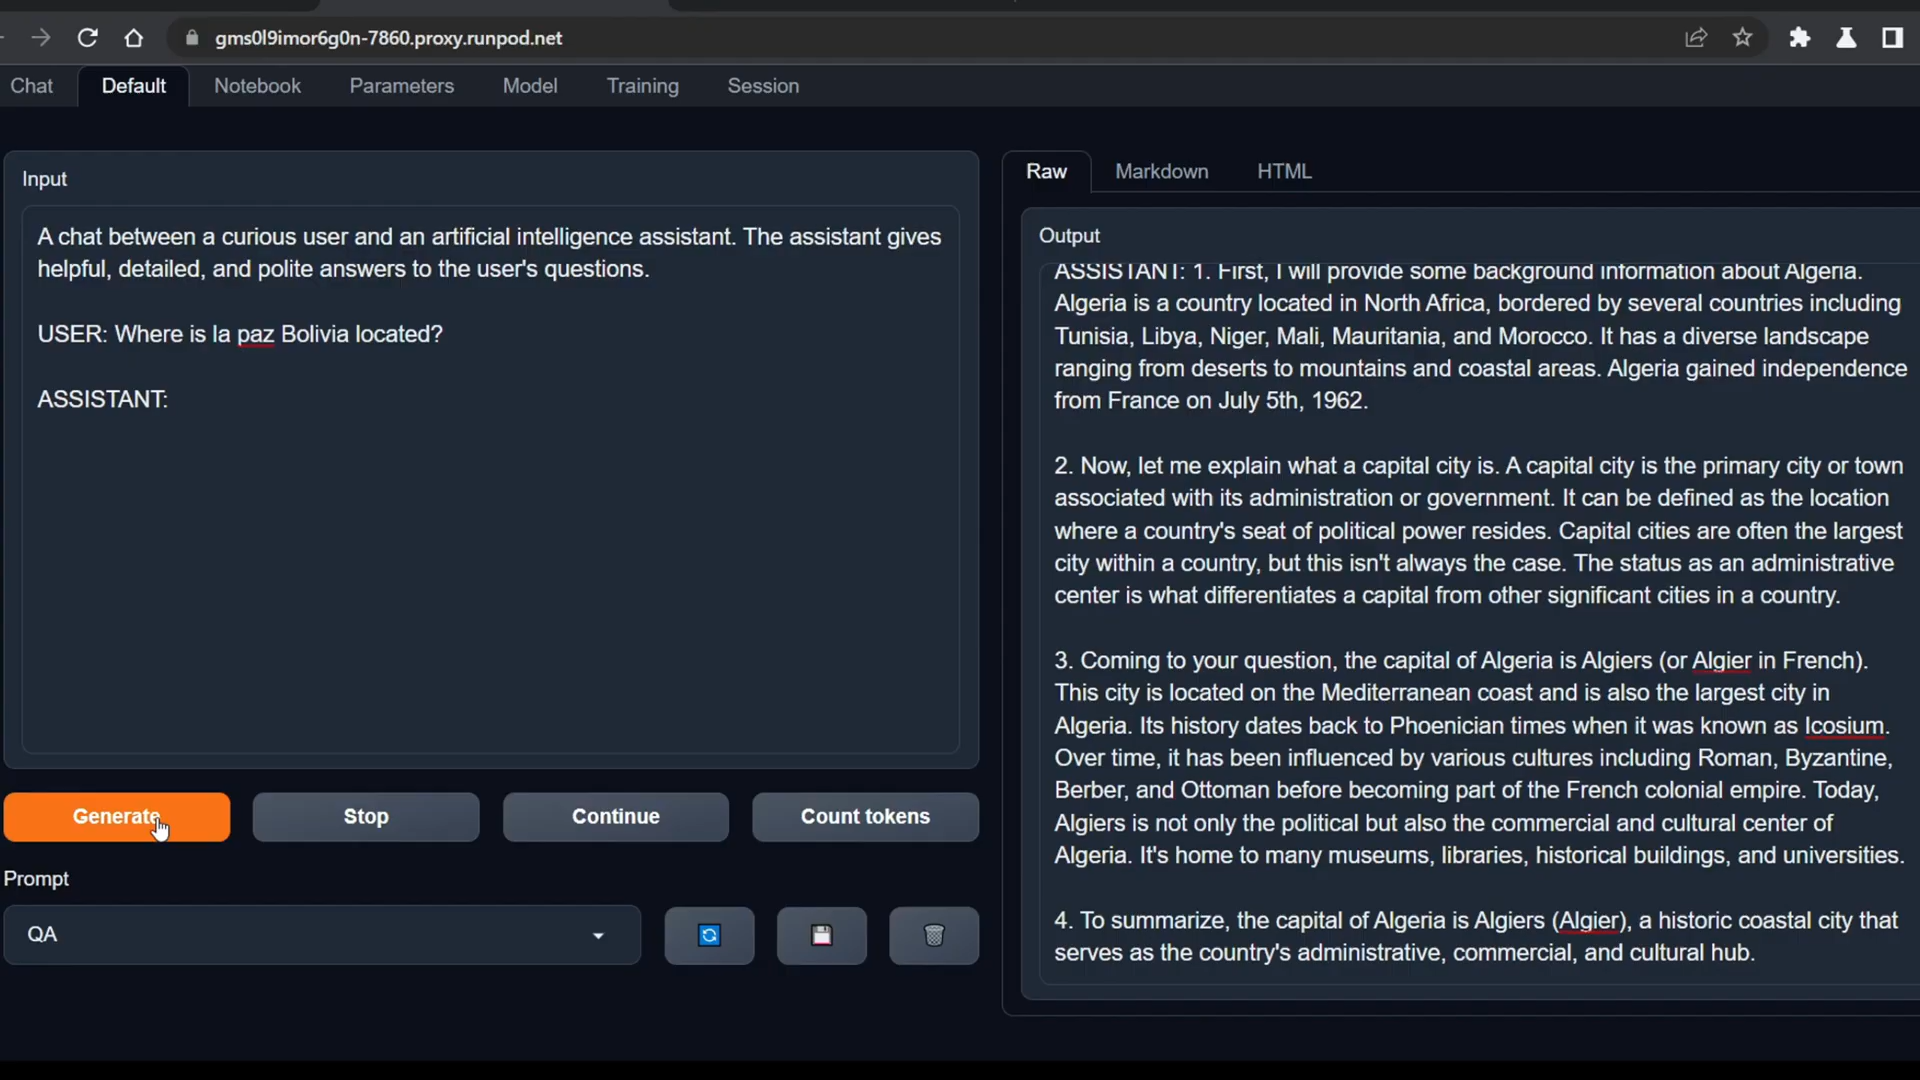 gms0l9imor6g0n-7860.proxy.runpod.net
Chat Default Notebook Parameters Model Training Session
Input
A chat between a curious user and an artificial intelligence assistant. The assistant gives
helpful, detailed, and polite answers to the user's questions.
USER: Where is la paz Bolivia located?
ASSISTANT:
Generate Stop Continue Count tokens
Prompt
QA
Raw Markdown HTML
Output
ASSISTANT: 1. First, I will provide some background information about Algeria.
Algeria is a country located in North Africa, bordered by several countries including
Tunisia, Libya, Niger, Mali, Mauritania, and Morocco. It has a diverse landscape
ranging from deserts to mountains and coastal areas. Algeria gained independence
from France on July 5th, 1962.
2. Now, let me explain what a capital city is. A capital city is the primary city or town
associated with its administration or government. It can be defined as the location
where a country's seat of political power resides. Capital cities are often the largest
city within a country, but this isn't always the case. The status as an administrative
center is what differentiates a capital from other significant cities in a country.
3. Coming to your question, the capital of Algeria is Algiers (or Algier in French).
This city is located on the Mediterranean coast and is also the largest city in
Algeria. Its history dates back to Phoenician times when it was known as Icosium.
Over time, it has been influenced by various cultures including Roman, Byzantine,
Berber, and Ottoman before becoming part of the French colonial empire. Today,
Algiers is not only the political but also the commercial and cultural center of
Algeria. It's home to many museums, libraries, historical buildings, and universities.
4. To summarize, the capital of Algeria is Algiers (Algier), a historic coastal city that
serves as the country's administrative, commercial, and cultural hub.